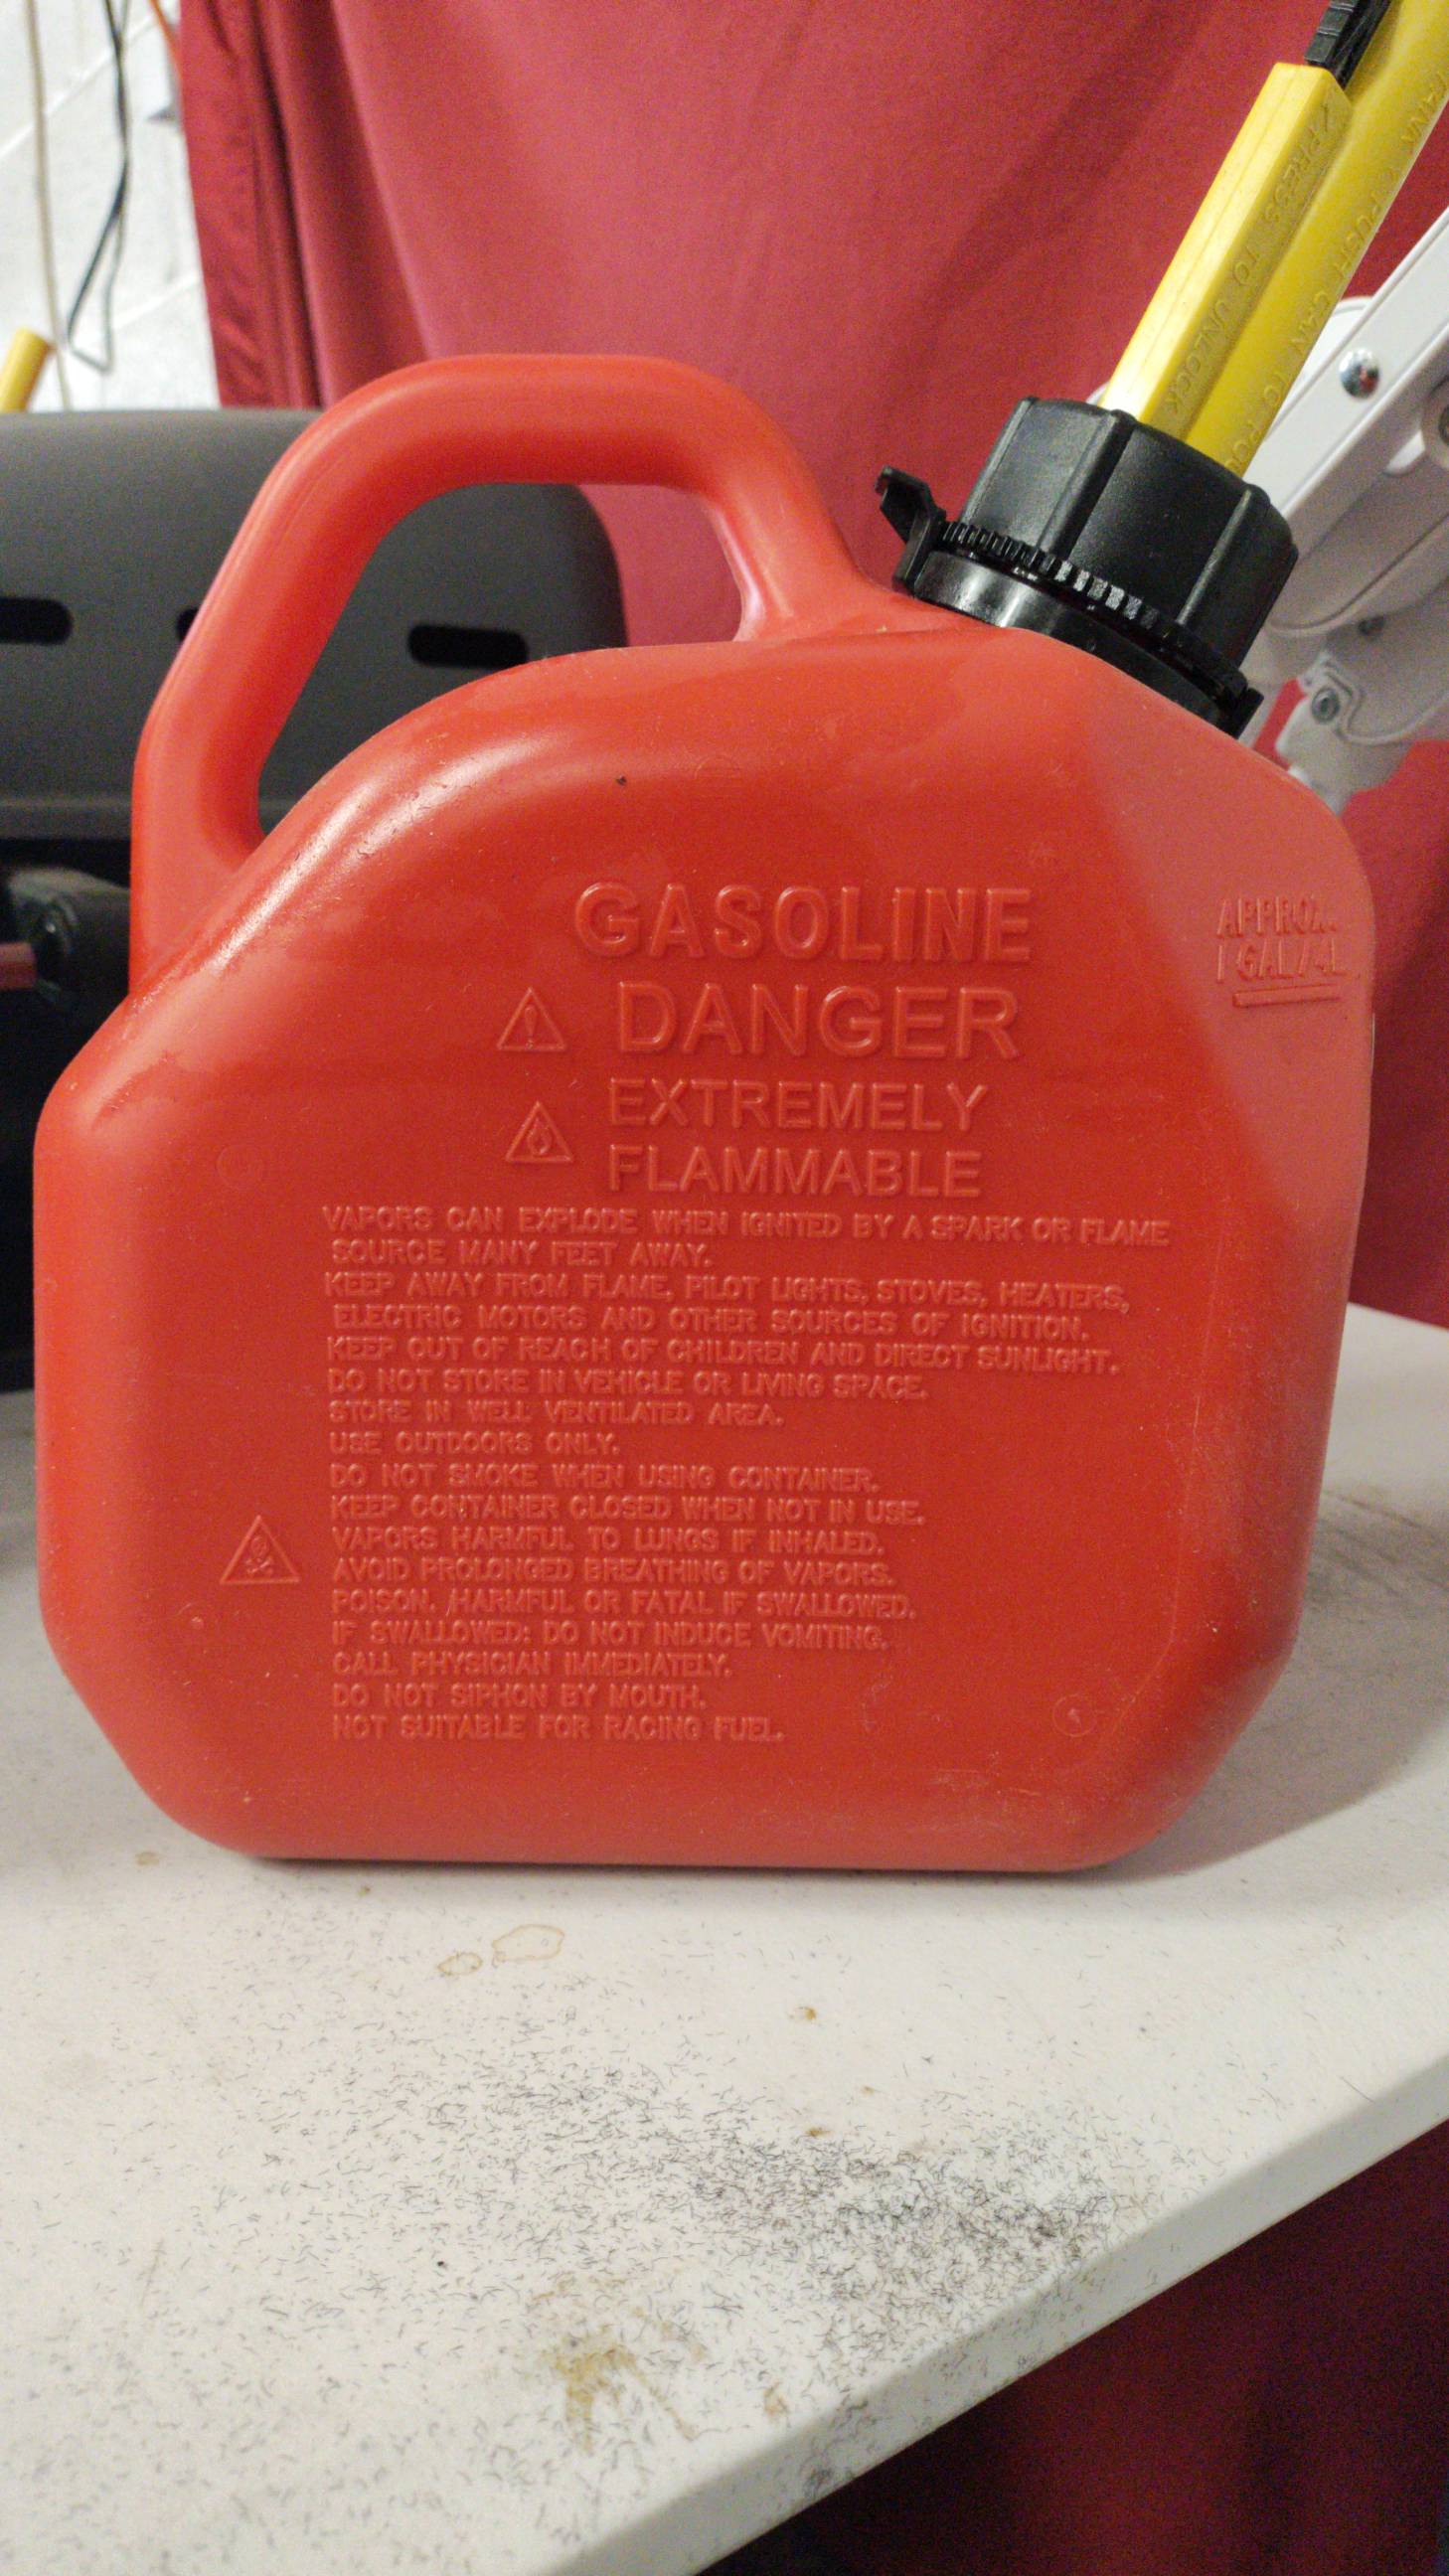 2 PRESS TO UNLOCK
PUSH CAN TO
GASOLINE
APPROX.
1 GAL / 4L
DANGER
EXTREMELY
FLAMMABLE
VAPORS CAN EXPLODE WHEN IGNITED BY A SPARK OR FLAME
SOURCE MANY FEET AWAY.
KEEP AWAY FROM FLAME, PILOT LIGHTS, STOVES, HEATERS,
ELECTRIC MOTORS AND OTHER SOURCES OF IGNITION.
KEEP OUT OF REACH OF CHILDREN AND DIRECT SUNLIGHT.
DO NOT STORE IN VEHICLE OR LIVING SPACE.
STORE IN WELL VENTILATED AREA.
USE OUTDOORS ONLY.
DO NOT SMOKE WHEN USING CONTAINER.
KEEP CONTAINER CLOSED WHEN NOT IN USE.
VAPORS HARMFUL TO LUNGS IF INHALED.
AVOID PROLONGED BREATHING OF VAPORS.
POISON. /HARMFUL OR FATAL IF SWALLOWED.
IF SWALLOWED: DO NOT INDUCE VOMITING.
CALL PHYSICIAN IMMEDIATELY.
DO NOT SIPHON BY MOUTH.
NOT SUITABLE FOR RACING FUEL.